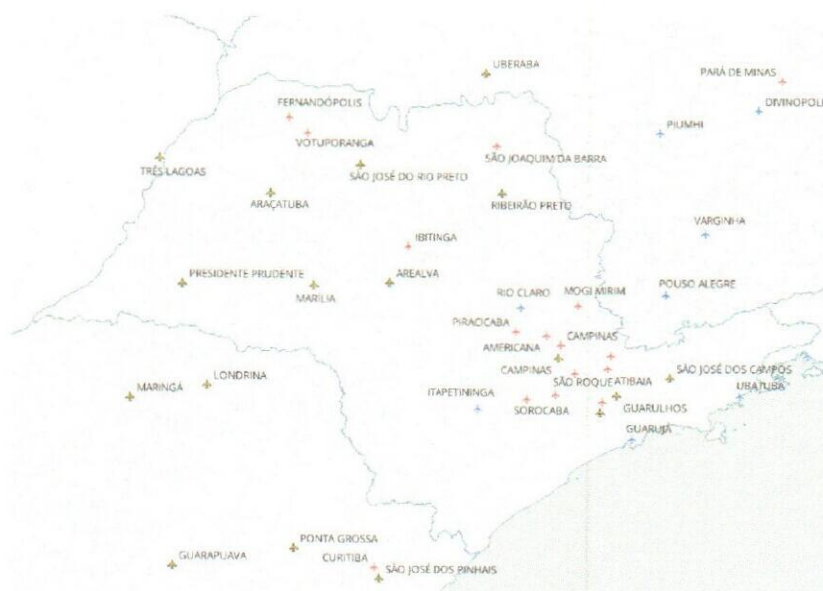 UBERABA
PARÁ DE MINAS
FERNANDÓPOLIS
DIVINOPOL
PIUMHI
VOTUPORANGA
SÃO JOAQUIM DA BARRA
TRÊS LAGOAS
SÃO JOSÉ DO RIO PRETO
ARAÇATUBA
RIBEIRÃO PRETO
VARGINHA
IBITINGA
PRESIDENTE PRUDENTE
AREALVA
MARÍLIA
POUSO ALEGRE
RIO CLARO
MOGI MIRIM
PIRACICABA
CAMPINAS
AMERICANA
CAMPINAS
SÃO JOSÉ DOS CAMPOS
LONDRINA
SÃO ROQUE
ATIBAIA
MARINGÁ
UBATUBA
ITAPETININGA
SOROCABA
GUARULHOS
GUARUJÁ
PONTA GROSSA
GUARAPUAVA
CURITIBA
SÃO JOSÉ DOS PINHAIS